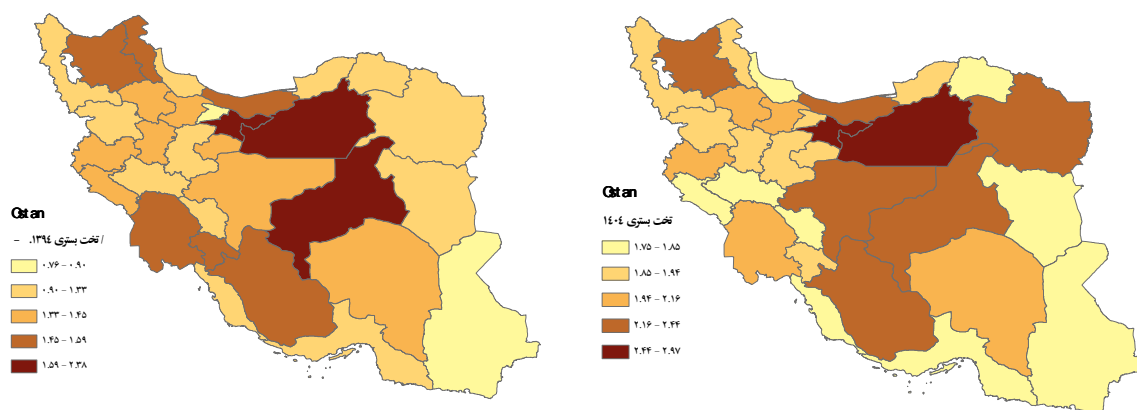 Ostan
/ تخت بستری ۱۳۹۴. –
۰.۷۶ – ۰.۹۰
۰.۹۰ – ۱.۳۳
۱.۳۳ – ۱.۴۵
۱.۴۵ – ۱.۵۹
۱.۵۹ – ۲.۳۸
Ostan
تخت بستری ۱۴۰۴
۱.۷۵ – ۱.۸۵
۱.۸۵ – ۱.۹۴
۱.۹۴ – ۲.۱۶
۲.۱۶ – ۲.۴۴
۲.۴۴ – ۲.۹۷